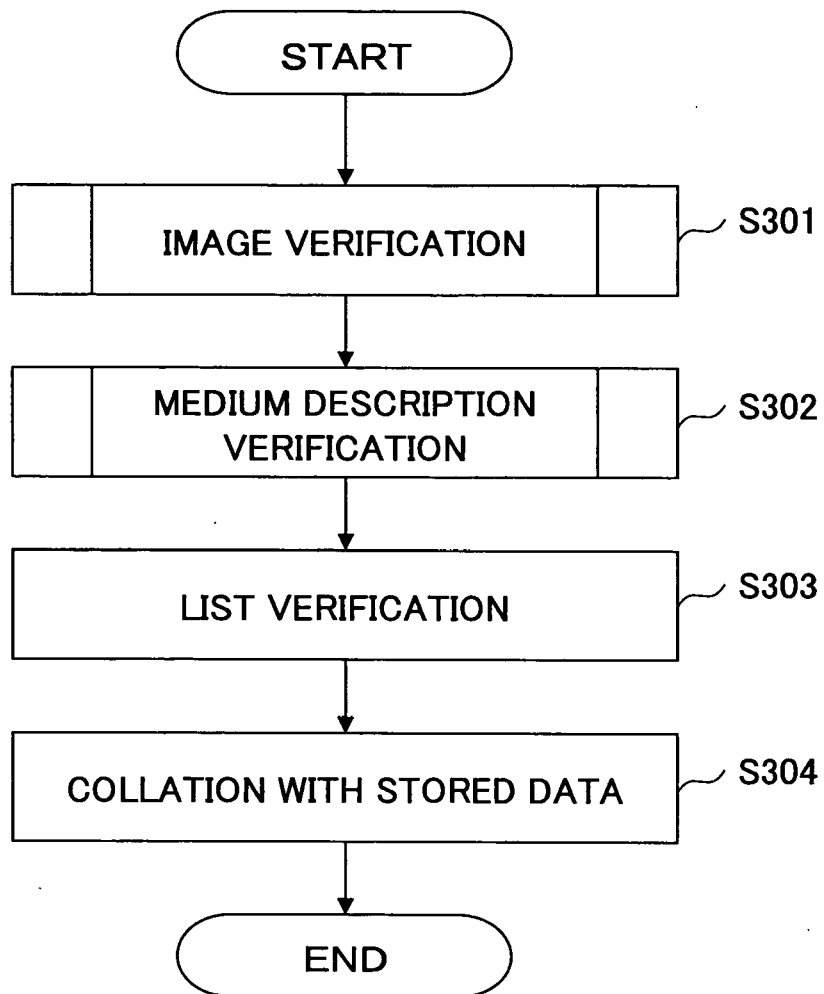 START
IMAGE VERIFICATION
S301
MEDIUM DESCRIPTION
VERIFICATION
S302
LIST VERIFICATION
S303
COLLATION WITH STORED DATA
S304
END